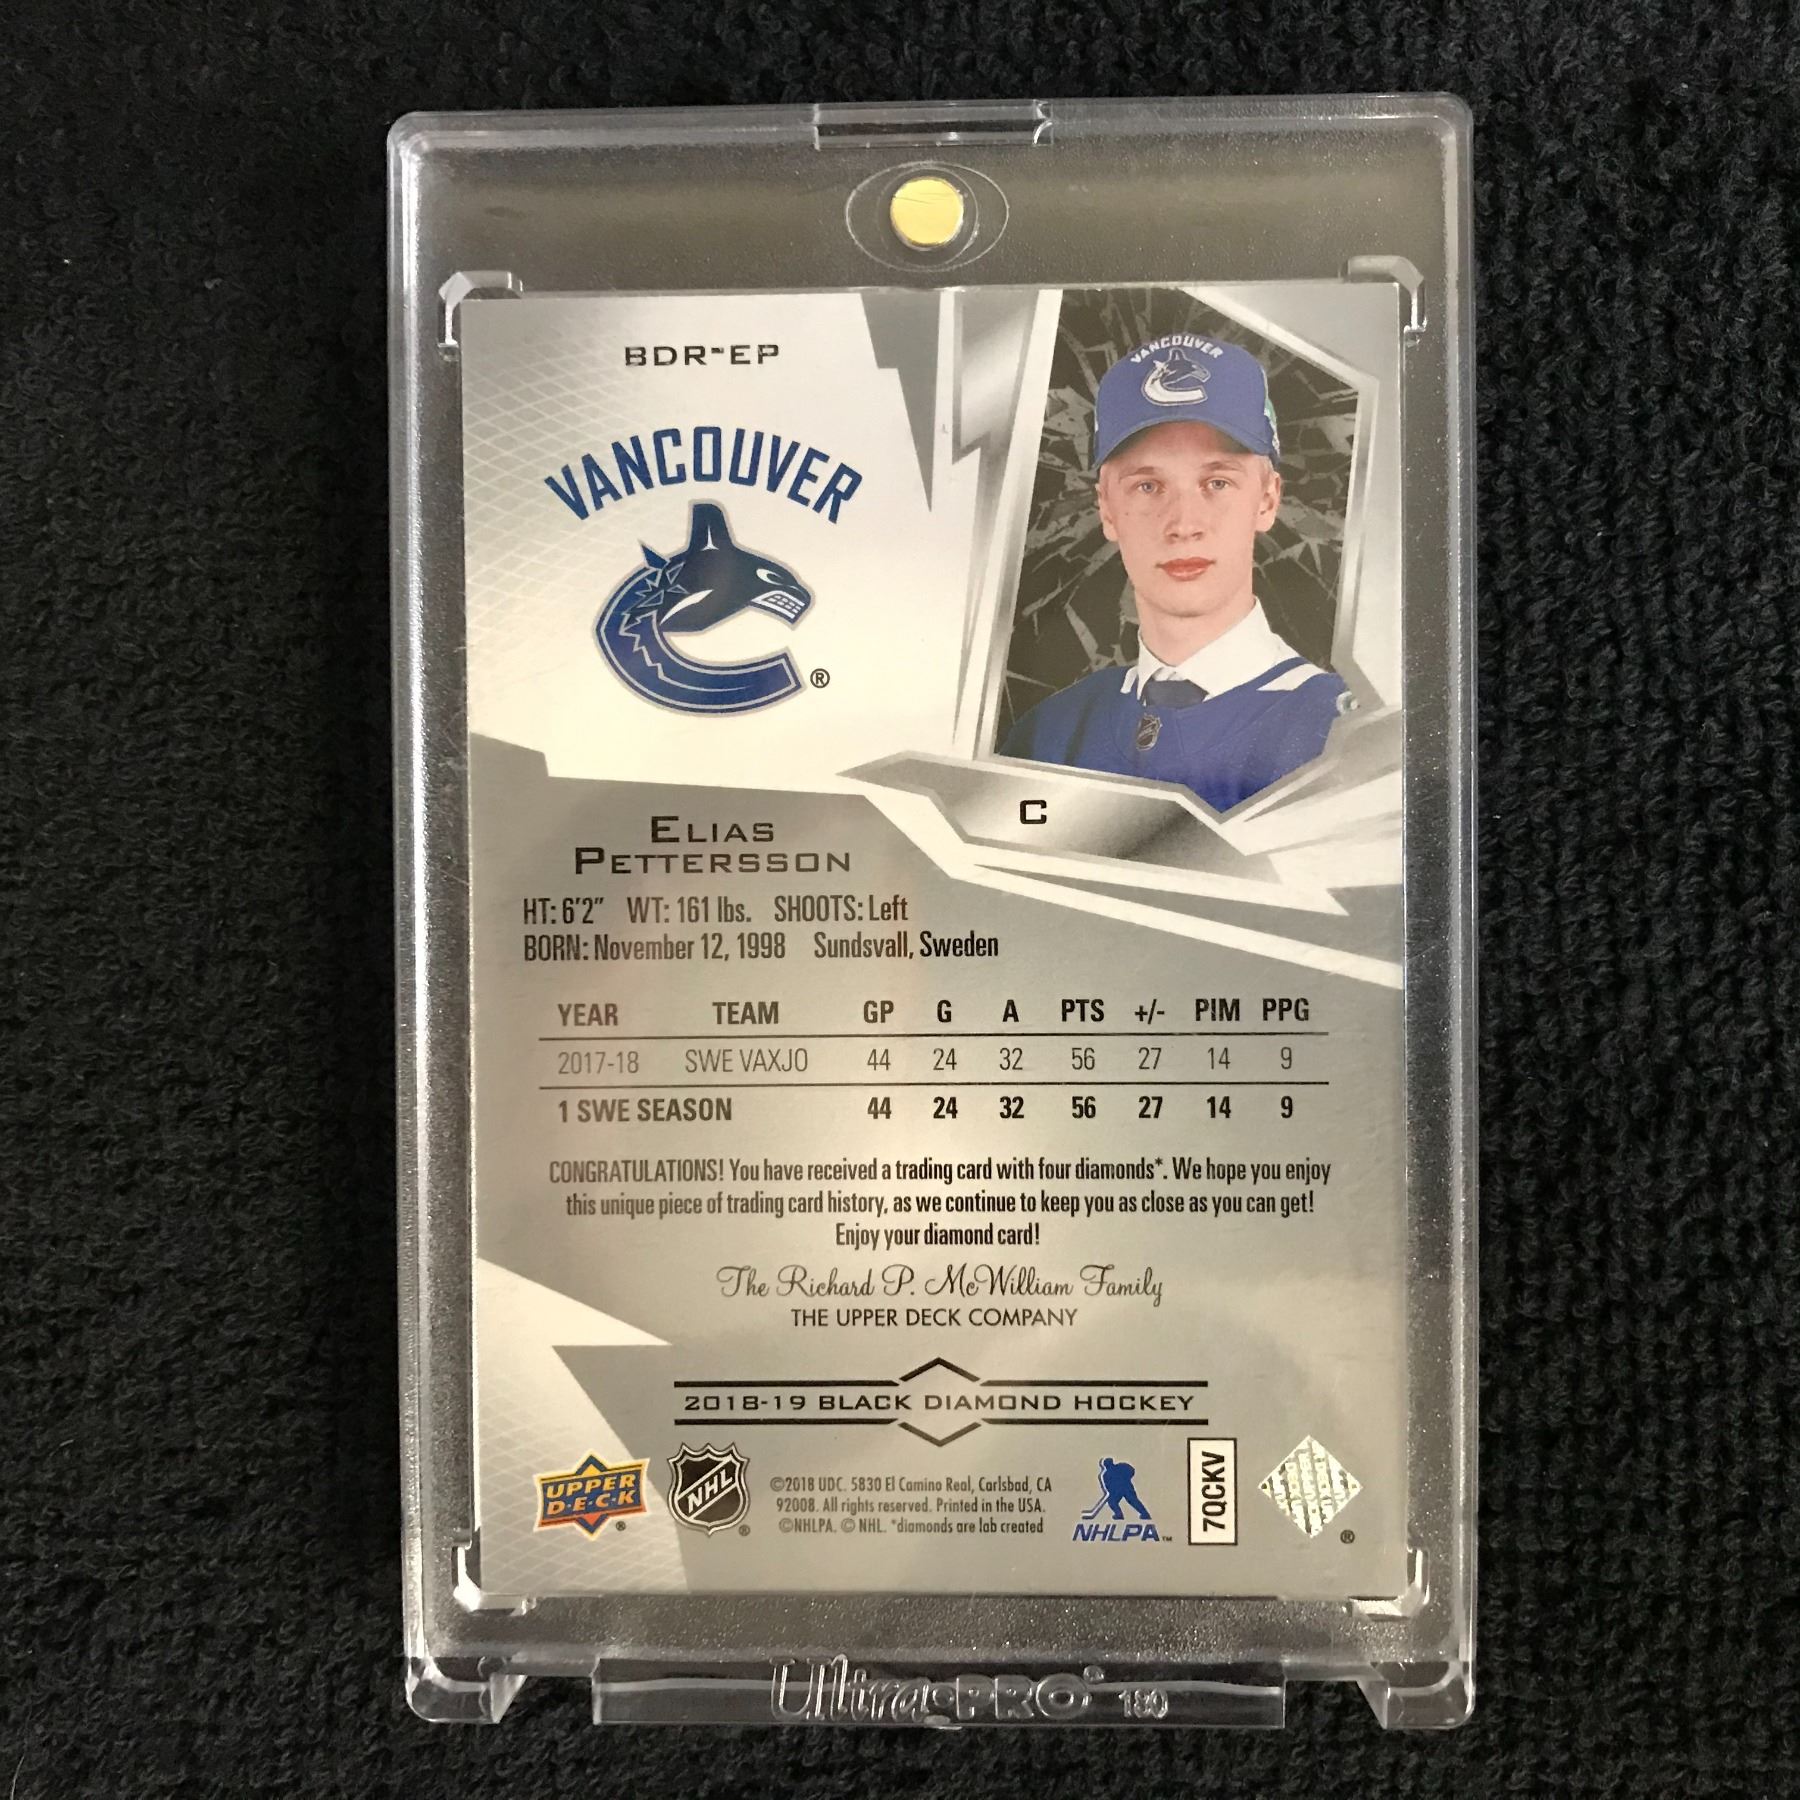 BDR-EP
VANCOUVER
®
VANCOUVER
C
ELIAS
PETTERSSON
HT: 6'2" WT: 161 lbs. SHOOTS: Left
BORN: November 12, 1998 Sundsvall, Sweden
YEAR TEAM GP G A PTS +/- PIM PPG
2017-18 SWE VAXJO 44 24 32 56 27 14 9
1 SWE SEASON 44 24 32 56 27 14 9
CONGRATULATIONS! You have received a trading card with four diamonds*. We hope you enjoy
this unique piece of trading card history, as we continue to keep you as close as you can get!
Enjoy your diamond card!
The Richard P. McWilliam Family
THE UPPER DECK COMPANY
2018-19 BLACK DIAMOND HOCKEY
UPPER
D·E·C·K ®
NHL ®
©2018 UDC. 5830 El Camino Real, Carlsbad, CA
92008. All rights reserved. Printed in the USA.
©NHLPA. © NHL. *diamonds are lab created
NHLPA™
7QCKV
®
Ultra·PRO® 180